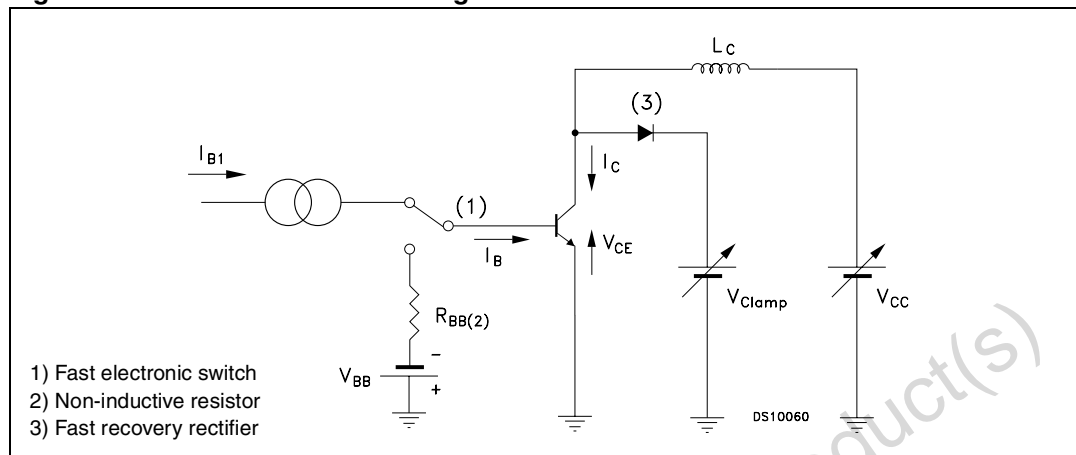 L_C
(3)
I_B1
I_C
(1)
I_B
V_CE
R_BB(2)
V_Clamp
V_CC
V_BB
-
+
1) Fast electronic switch
2) Non-inductive resistor
3) Fast recovery rectifier
DS10060
duct(s)